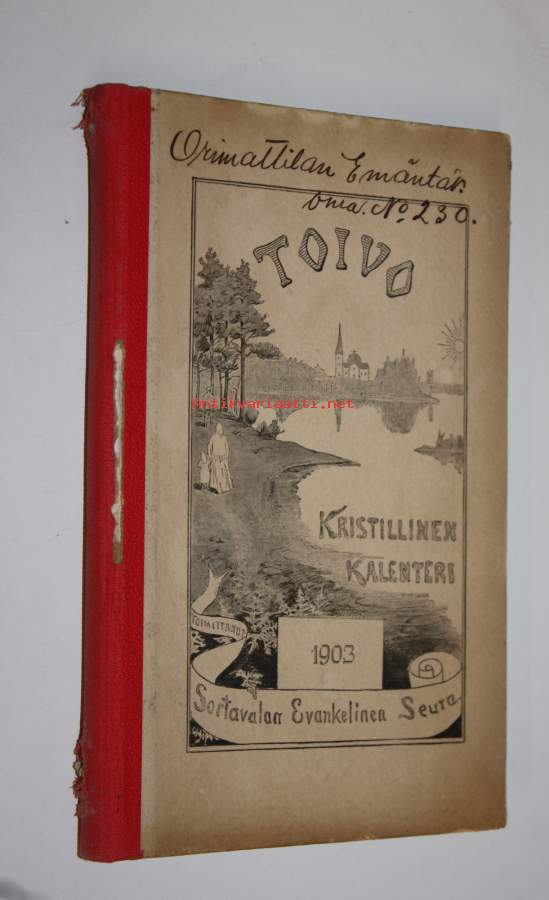 Orimattilan Emäntäk.
oma. No. 230.
TOIVO
antikvariaatti.net
KRISTILLINEN
KALENTERI
TOIMITTANUT
1903
Sortavalan Evankelinen Seura